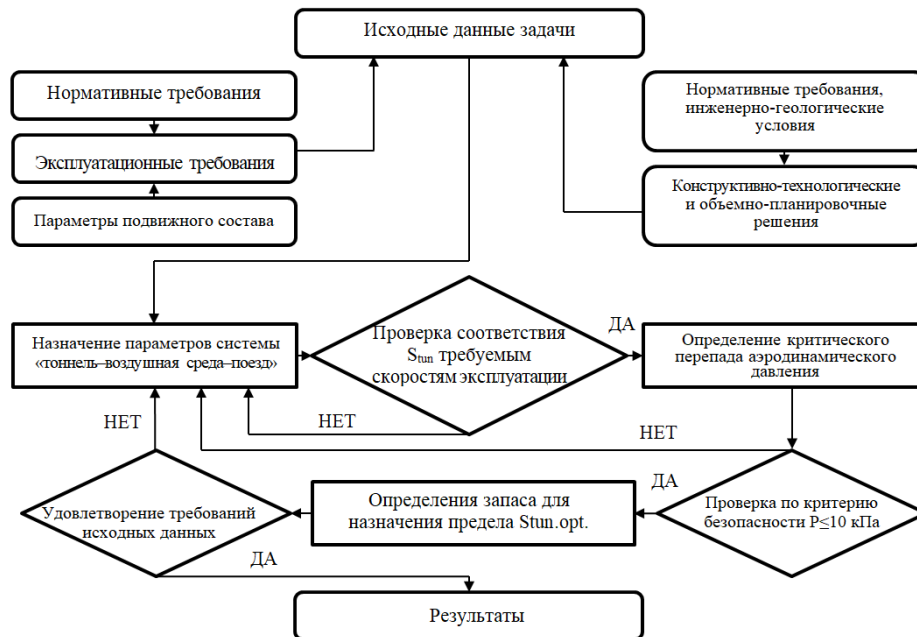 Исходные данные задачи
Нормативные требования
Эксплуатационные требования
Параметры подвижного состава
Нормативные требования,
инженерно-геологические
условия
Конструктивно-технологические
и объемно-планировочные
решения
Назначение параметров системы
«тоннель–воздушная среда–поезд»
Проверка соответствия
Stun требуемым
скоростям эксплуатации
ДА
Определение критического
перепада аэродинамического
давления
НЕТ
НЕТ
НЕТ
Удовлетворение требований
исходных данных
Определения запаса для
назначения предела Stun.opt.
ДА
Проверка по критерию
безопасности P≤10 кПа
ДА
Результаты